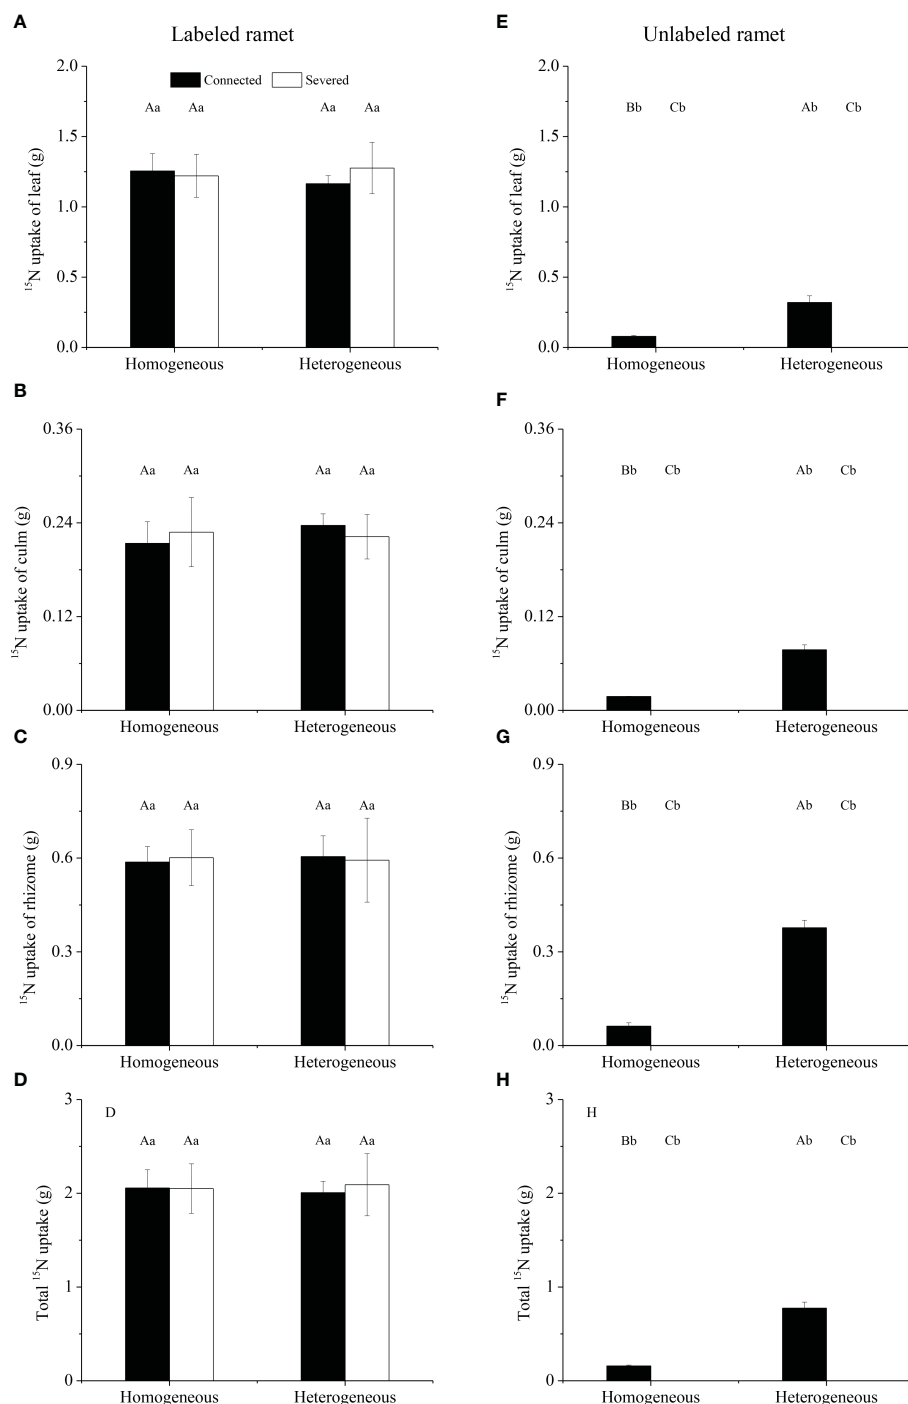 A
Labeled ramet
2.0
Connected
Severed
Aa Aa Aa Aa
1.5
1.0
0.5
0.0
15N uptake of leaf (g)
Homogeneous Heterogeneous
E
Unlabeled ramet
2.0
Bb Cb Ab Cb
1.5
1.0
0.5
0.0
15N uptake of leaf (g)
Homogeneous Heterogeneous
B
0.36
Aa Aa Aa Aa
0.24
0.12
0.00
15N uptake of culm (g)
Homogeneous Heterogeneous
F
0.36
Bb Cb Ab Cb
0.24
0.12
0.00
15N uptake of culm (g)
Homogeneous Heterogeneous
C
0.9
Aa Aa Aa Aa
0.6
0.3
0.0
15N uptake of rhizome (g)
Homogeneous Heterogeneous
G
0.9
Bb Cb Ab Cb
0.6
0.3
0.0
15N uptake of rhizome (g)
Homogeneous Heterogeneous
D
3
D
Aa Aa Aa Aa
2
1
0
Total 15N uptake (g)
Homogeneous Heterogeneous
H
3
H
Bb Cb Ab Cb
2
1
0
Total 15N uptake (g)
Homogeneous Heterogeneous